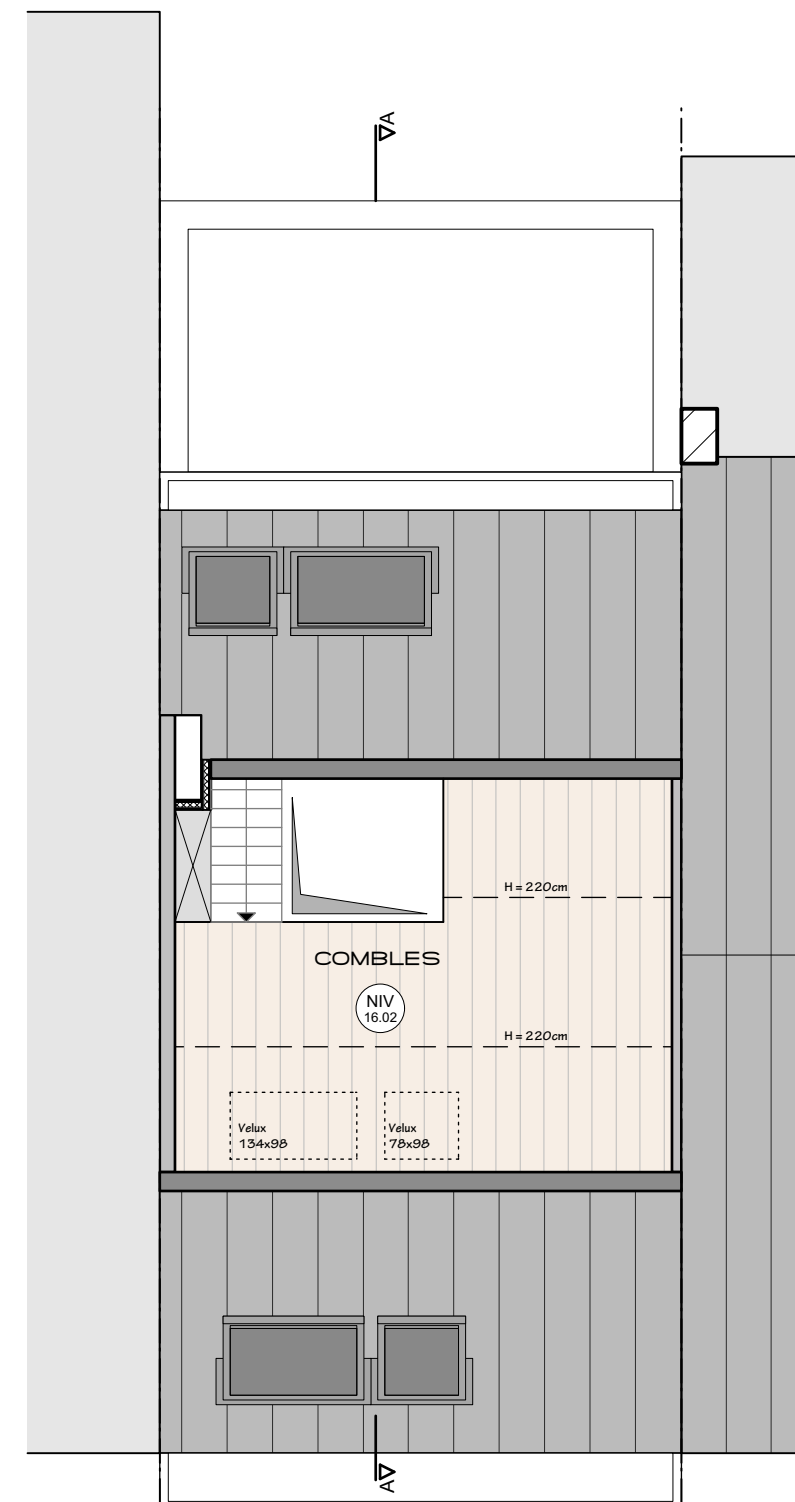 A
H = 220cm
COMBLES
NIV
16.02
H = 220cm
Velux
134x98
Velux
78x98
A